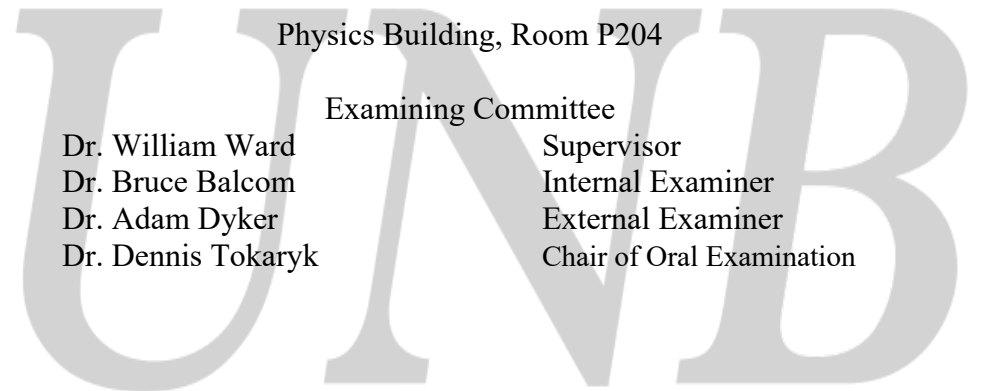 UNB
Physics Building, Room P204
Examining Committee
Dr. William Ward Supervisor
Dr. Bruce Balcom Internal Examiner
Dr. Adam Dyker External Examiner
Dr. Dennis Tokaryk Chair of Oral Examination